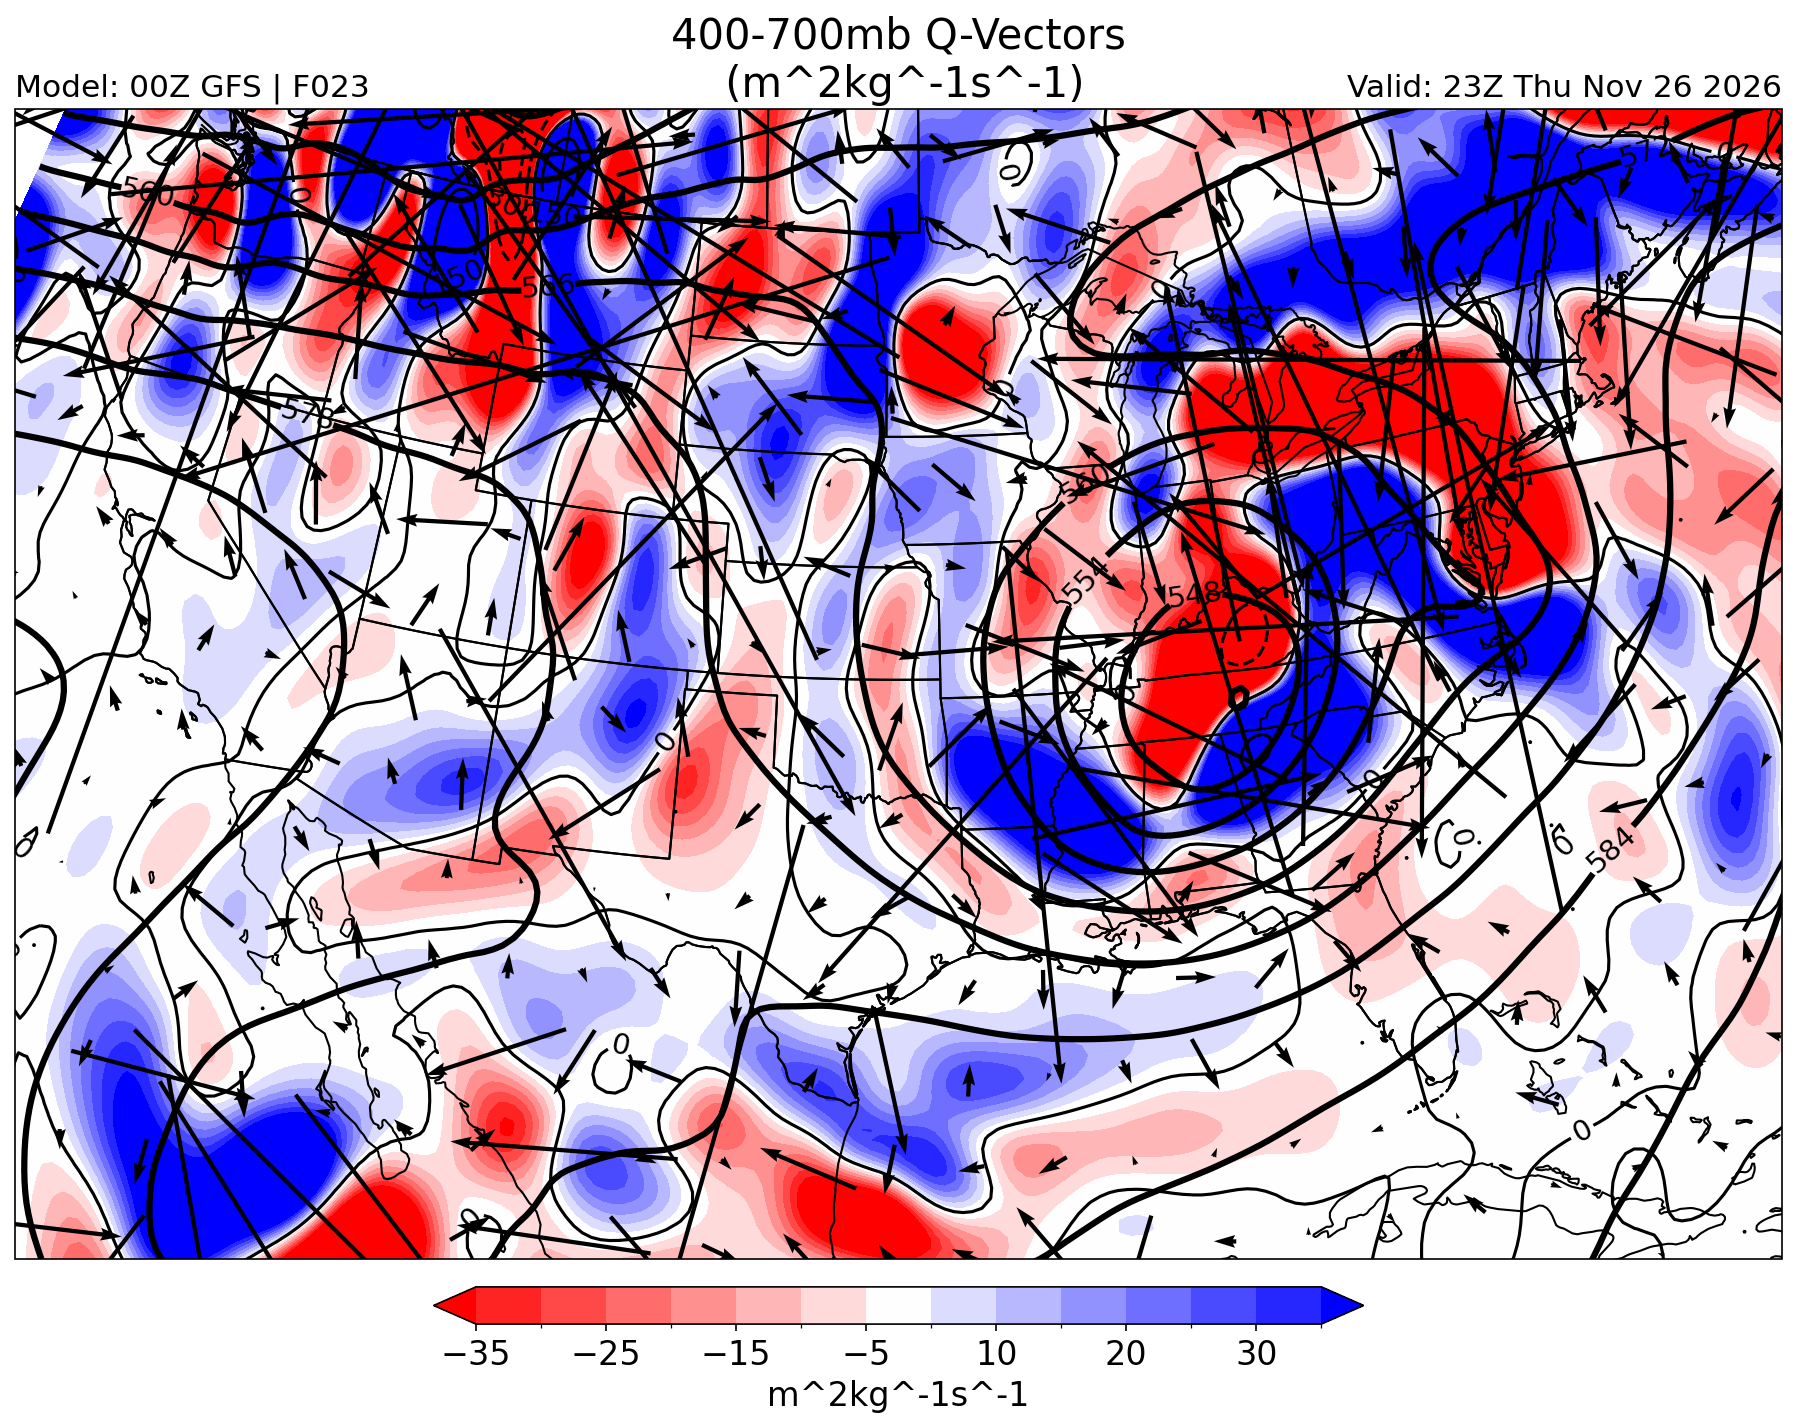 400-700mb Q-Vectors
(m^2kg^-1s^-1)
Model: 00Z GFS | F023
Valid: 23Z Thu Nov 26 2026
560
566
578
560
554
548
584
0
0
0
0
−35 −25 −15 −5 10 20 30
m^2kg^-1s^-1